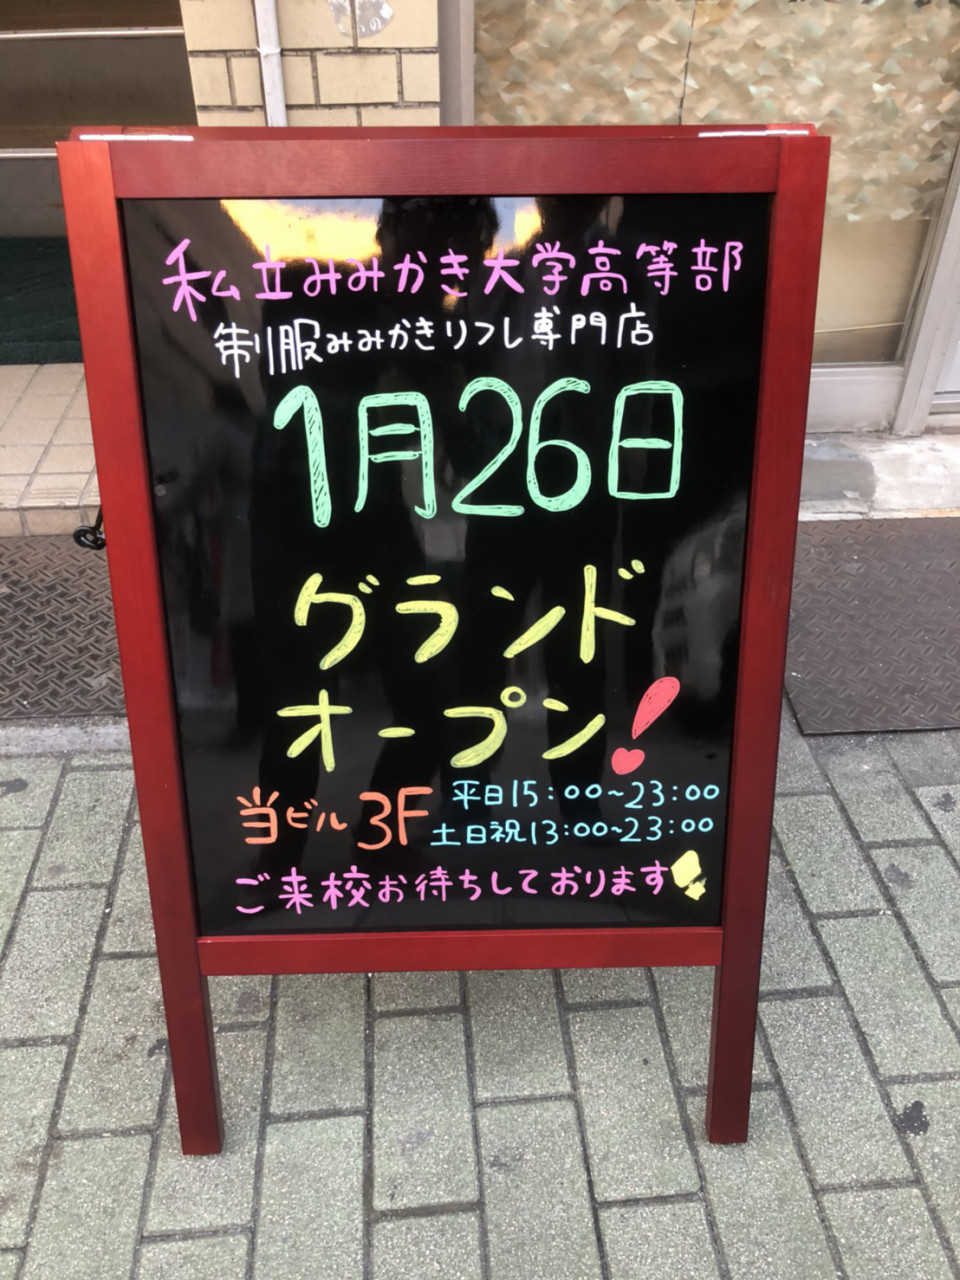 私立みみかき大学高等部
制服みみかきリフレ専門店
1月26日
グランド
オープン!
当ビル 3F 平日15:00~23:00
土日祝13:00~23:00
ご来校お待ちしております